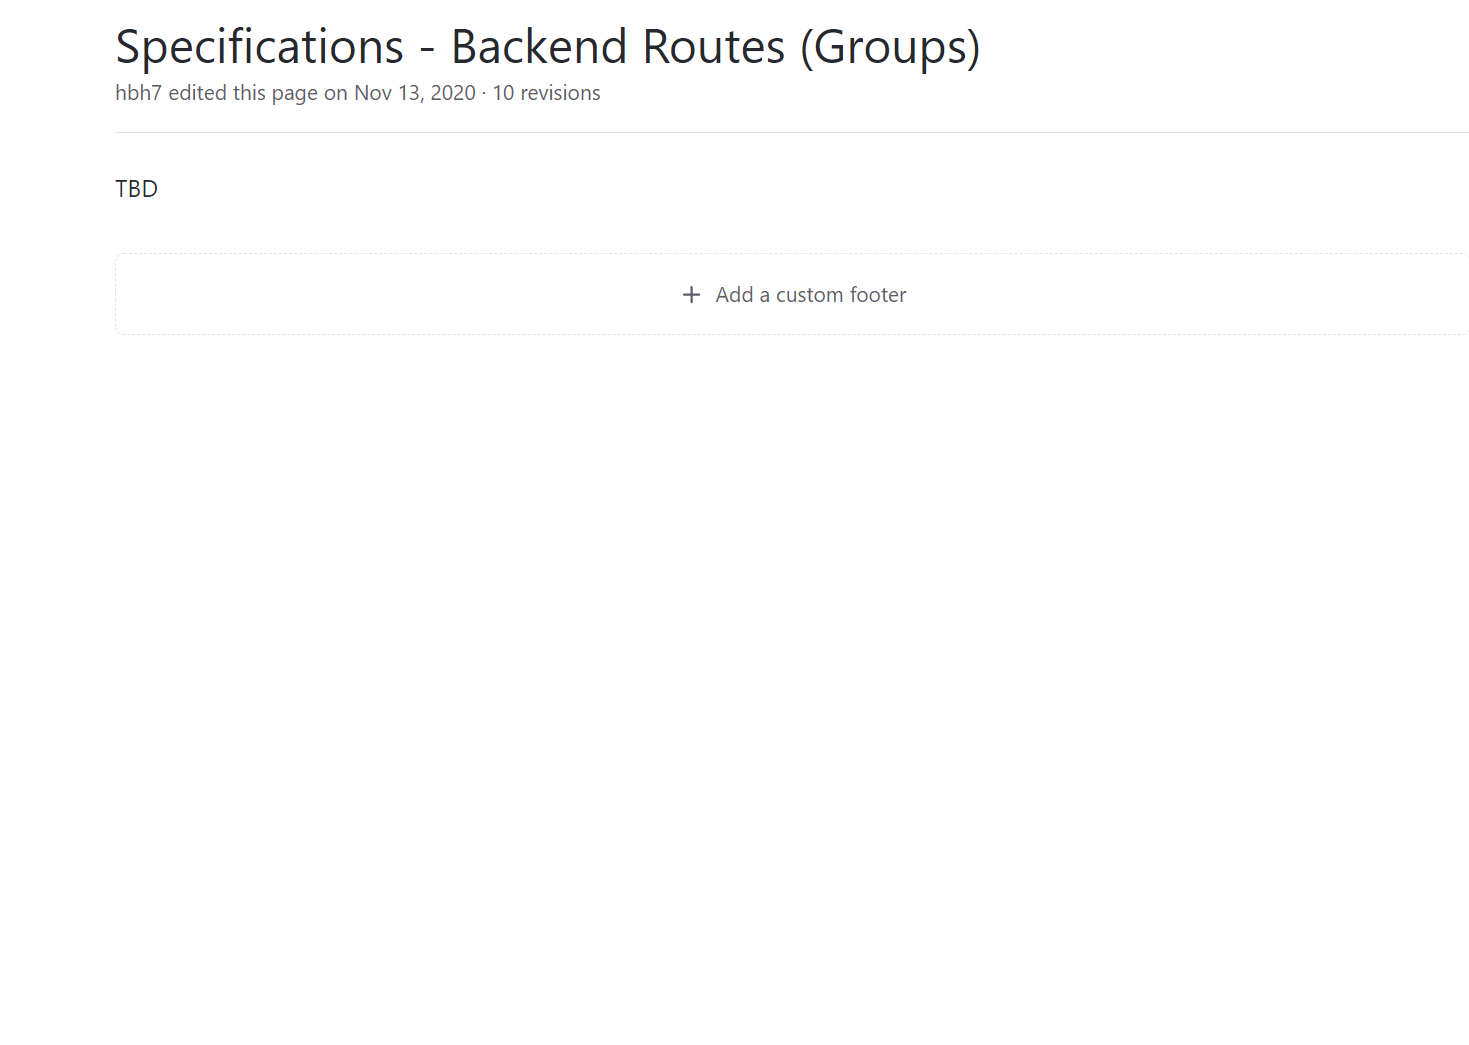 Specifications - Backend Routes (Groups)
hbh7 edited this page on Nov 13, 2020 · 10 revisions
TBD
Add a custom footer